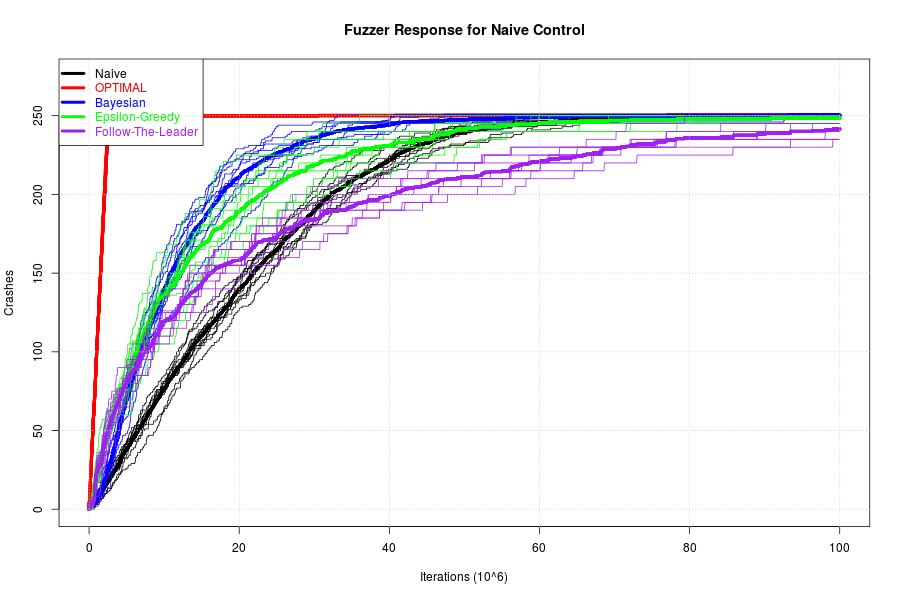 Fuzzer Response for Naive Control
Naive
OPTIMAL
Bayesian
Epsilon-Greedy
Follow-The-Leader
Crashes
250
200
150
100
50
0
0 20 40 60 80 100
Iterations (10^6)